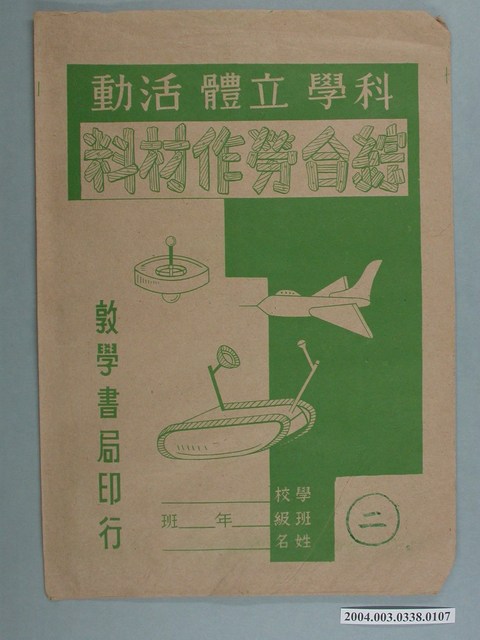 科學立體活動
綜合勞作材料
敦學書局印行
學校
班級 年 班
姓名
二
2004.003.0338.0107